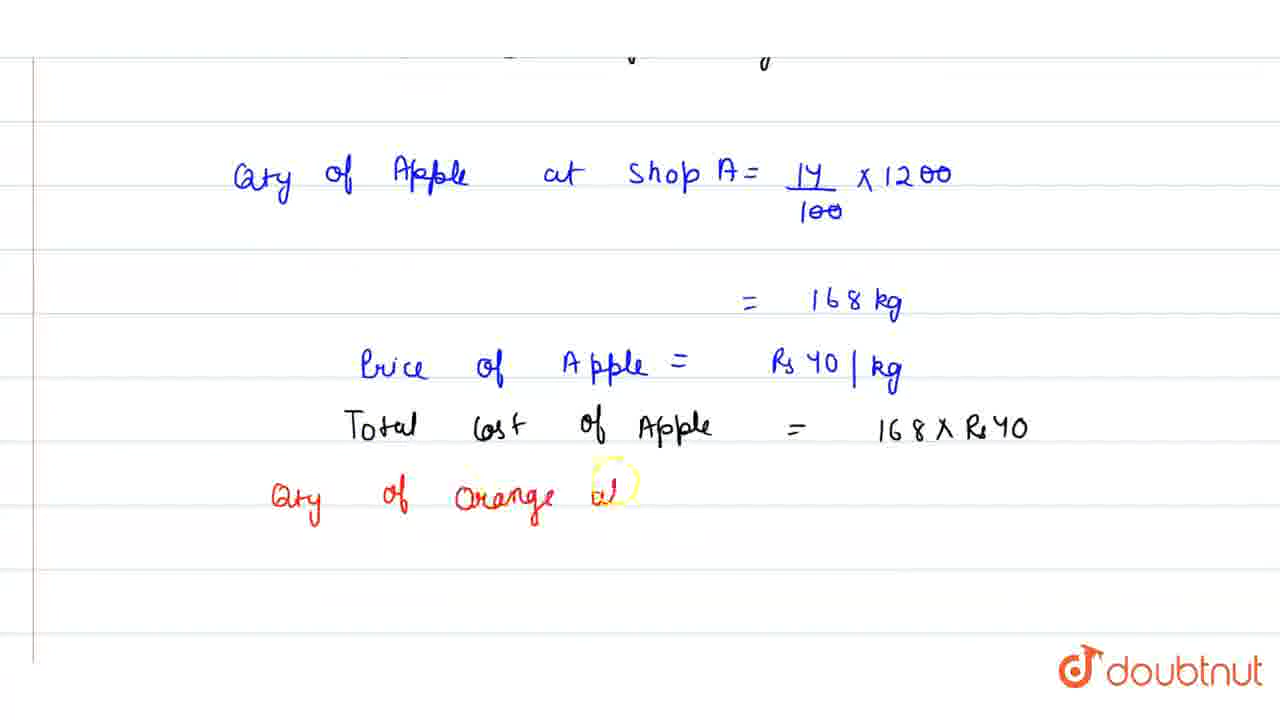 Qty of Apple at shop A = 14/100 × 1200
= 168 kg
Price of Apple = Rs 40 | kg
Total cost of Apple = 168 × Rs 40
Qty of Orange at
doubtnut